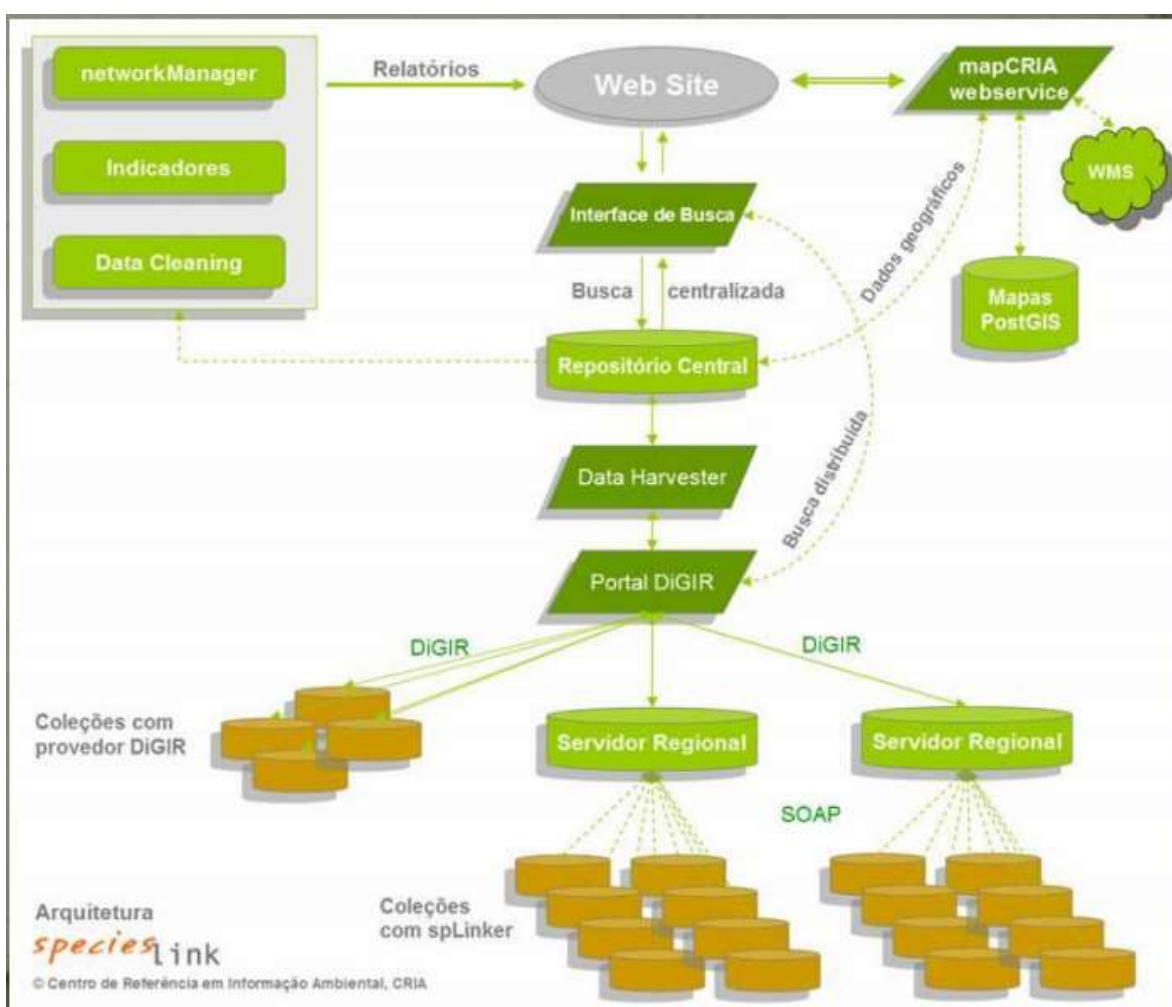 networkManager
Relatórios
Web Site
mapCRIA
webservice
Indicadores
WMS
Interface de Busca
Data Cleaning
Dados geográficos
Busca
centralizada
Mapas
PostGIS
Repositório Central
Data Harvester
Busca distribuída
Portal DiGIR
DiGIR
DiGIR
Coleções com
provedor DiGIR
Servidor Regional
Servidor Regional
SOAP
Coleções
com spLinker
Arquitetura
species link
© Centro de Referência em Informação Ambiental, CRIA